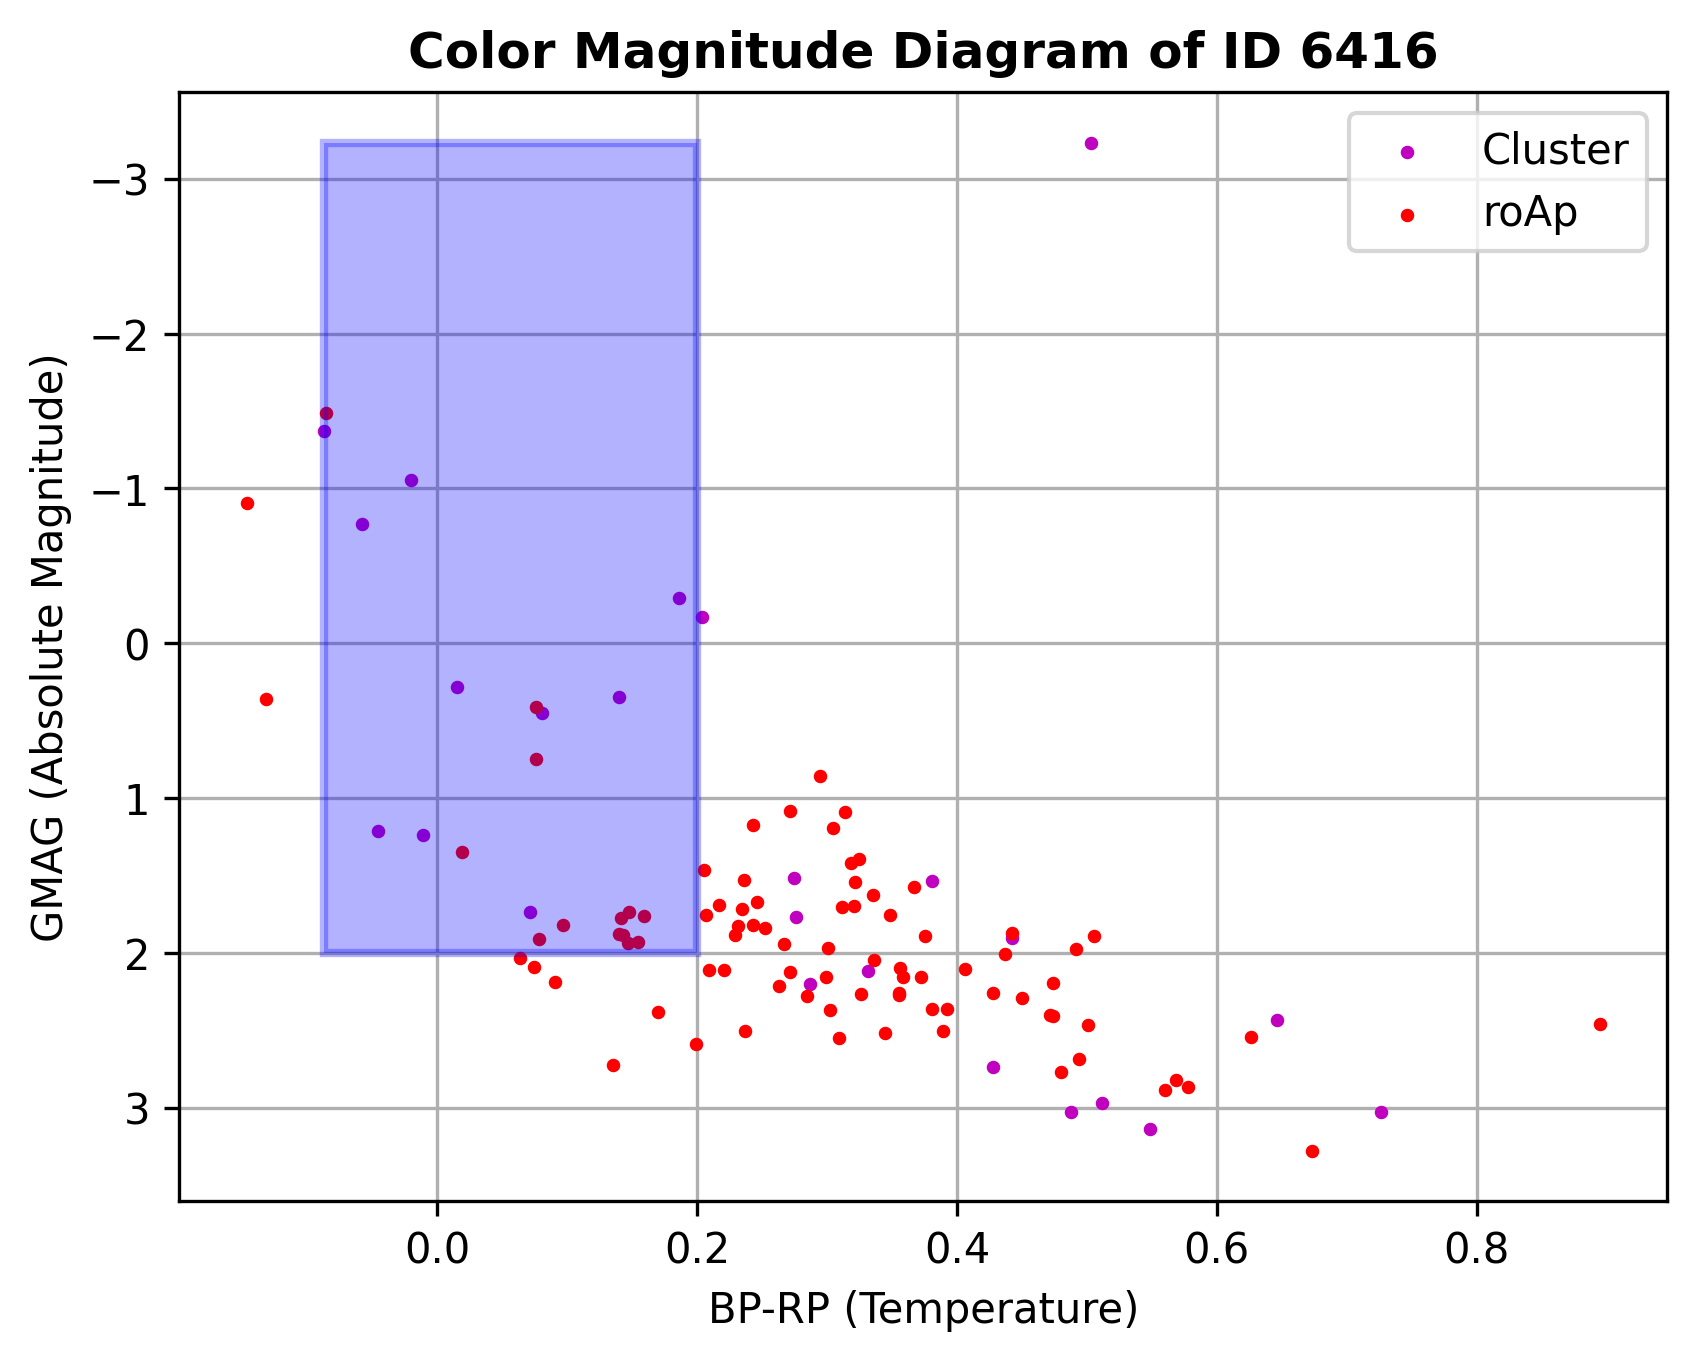 Color Magnitude Diagram of ID 6416
Cluster
roAp
GMAG (Absolute Magnitude)
−3
−2
−1
0
1
2
3
0.0 0.2 0.4 0.6 0.8
BP-RP (Temperature)